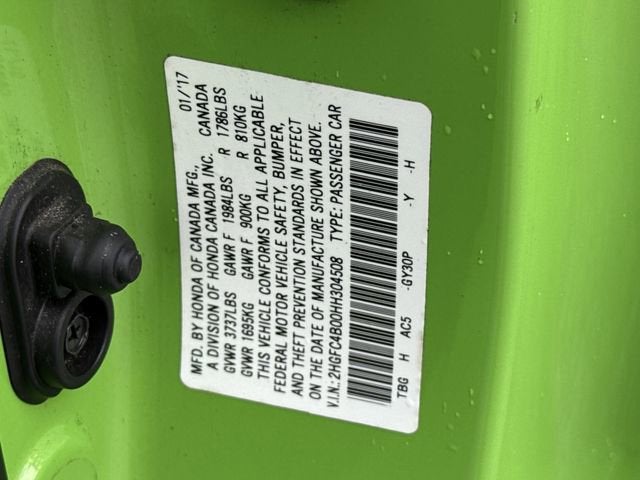 MFD. BY HONDA OF CANADA MFG., 01/'17
A DIVISION OF HONDA CANADA INC. CANADA
GVWR 3737LBS GAWR F 1984LBS R 1786LBS
GVWR 1695KG GAWR F 900KG R 810KG
THIS VEHICLE CONFORMS TO ALL APPLICABLE
FEDERAL MOTOR VEHICLE SAFETY, BUMPER,
AND THEFT PREVENTION STANDARDS IN EFFECT
ON THE DATE OF MANUFACTURE SHOWN ABOVE.
V.I.N.: 2HGFC4B00HH304508 TYPE: PASSENGER CAR
TBG H AC5 -GY30P -Y -H